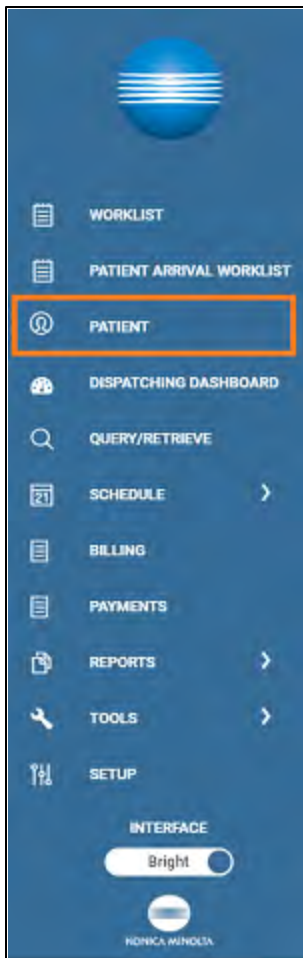 WORKLIST
PATIENT ARRIVAL WORKLIST
PATIENT
DISPATCHING DASHBOARD
QUERY/RETRIEVE
21 SCHEDULE
BILLING
PAYMENTS
REPORTS
TOOLS
SETUP
INTERFACE
Bright
KONICA MINOLTA